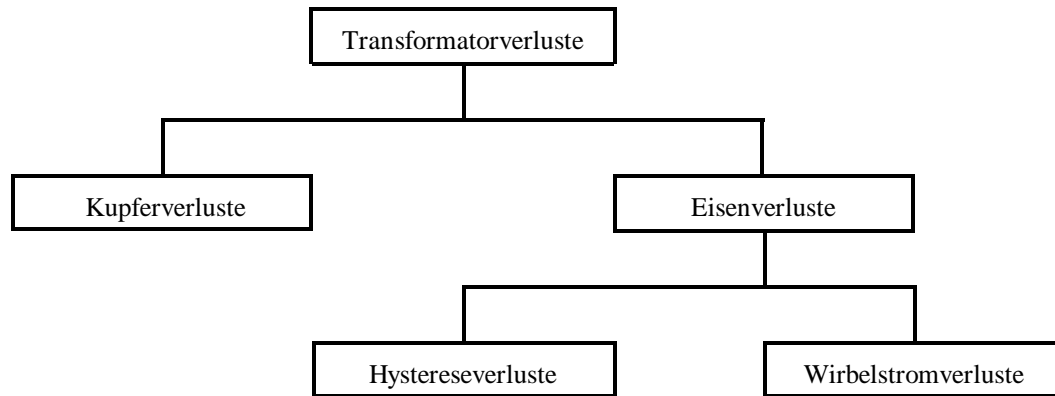 Transformatorverluste
Kupferverluste
Eisenverluste
Hystereseverluste
Wirbelstromverluste